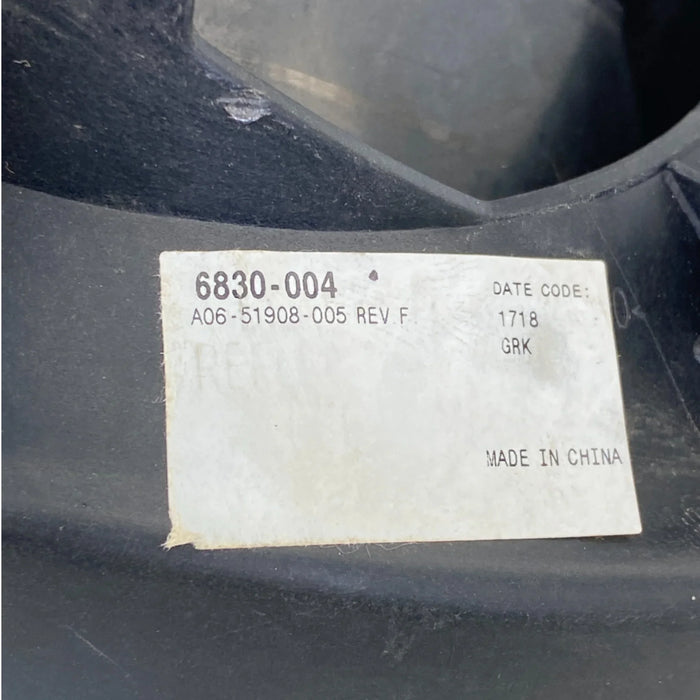 6830-004
A06-51908-005 REV.F.
DATE CODE:
1718
GRK
MADE IN CHINA